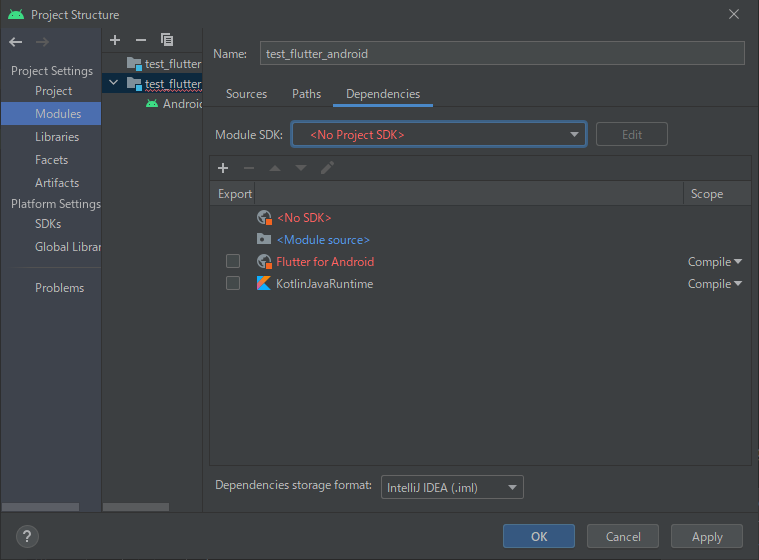 Project Structure
Project Settings
Project
Modules
Libraries
Facets
Artifacts
Platform Settings
SDKs
Global Librar
Problems
test_flutter
test_flutter
Android
Name: test_flutter_android
Sources Paths Dependencies
Module SDK: <No Project SDK> Edit
Export Scope
<No SDK>
<Module source>
Flutter for Android Compile
KotlinJavaRuntime Compile
Dependencies storage format: IntelliJ IDEA (.iml)
? OK Cancel Apply